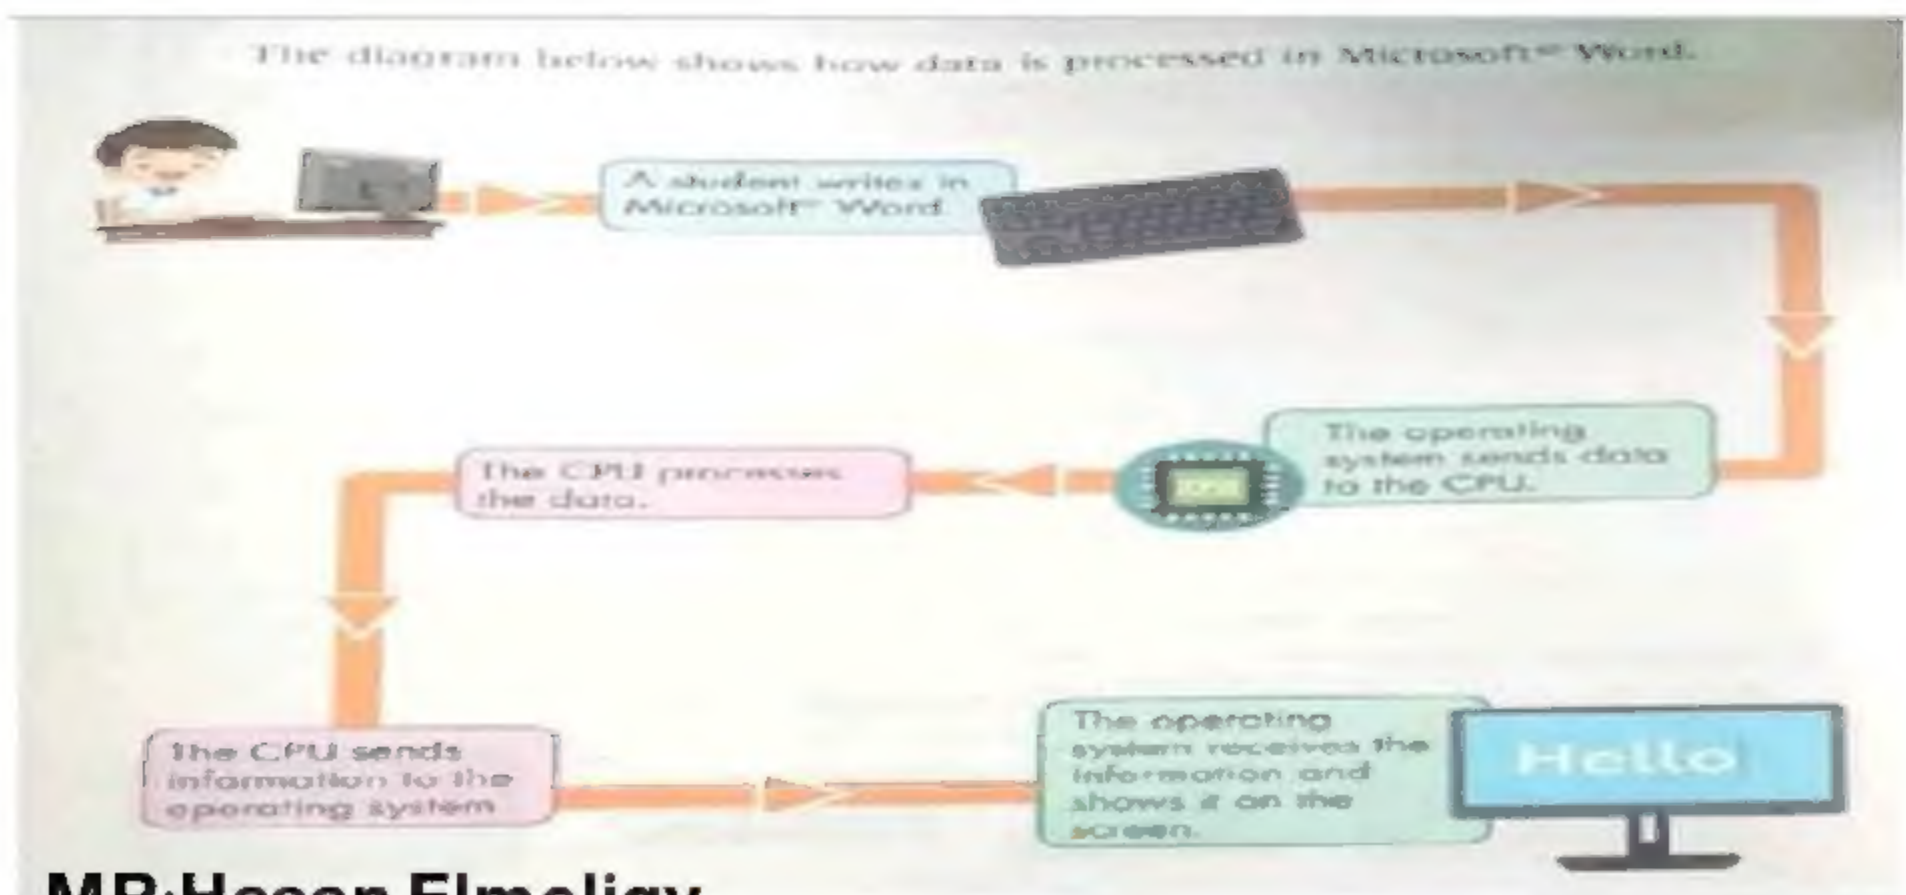 The diagram below shows how data is processed in Microsoft® Word.
A student writes in
Microsoft® Word
The operating
system sends data
to the CPU.
The CPU processes
the data.
The CPU sends
information to the
operating system
The operating
system receives the
information and
shows it on the
screen.
Hello